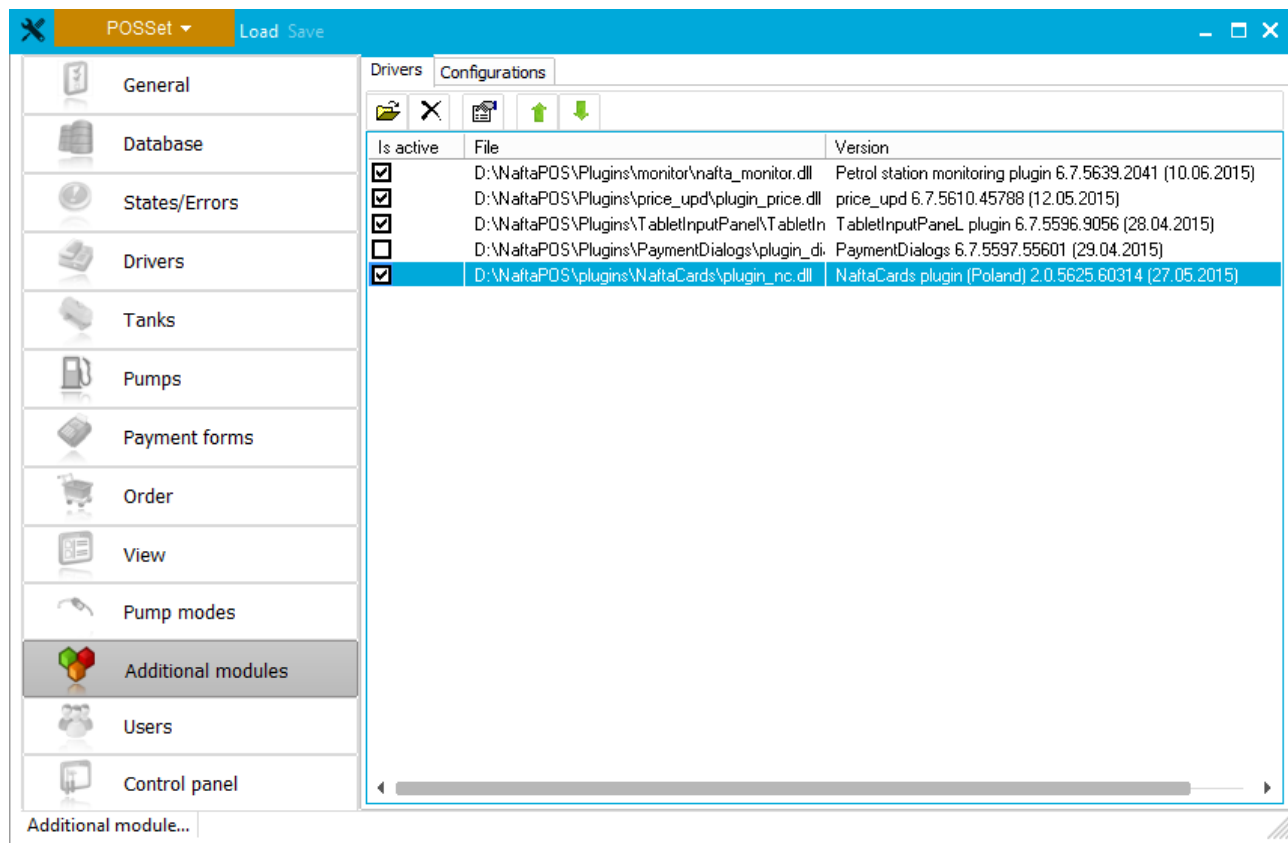 POSSet Load Save
General
Database
States/Errors
Drivers
Tanks
Pumps
Payment forms
Order
View
Pump modes
Additional modules
Users
Control panel
Drivers Configurations
Is active File Version
D:\NaftaPOS\Plugins\monitor\nafta_monitor.dll Petrol station monitoring plugin 6.7.5639.2041 (10.06.2015)
D:\NaftaPOS\Plugins\price_upd\plugin_price.dll price_upd 6.7.5610.45788 (12.05.2015)
D:\NaftaPOS\Plugins\TabletInputPanel\TabletIn TabletInputPaneL plugin 6.7.5596.9056 (28.04.2015)
D:\NaftaPOS\Plugins\PaymentDialogs\plugin_di PaymentDialogs 6.7.5597.55601 (29.04.2015)
D:\NaftaPOS\plugins\NaftaCards\plugin_nc.dll NaftaCards plugin (Poland) 2.0.5625.60314 (27.05.2015)
Additional module...